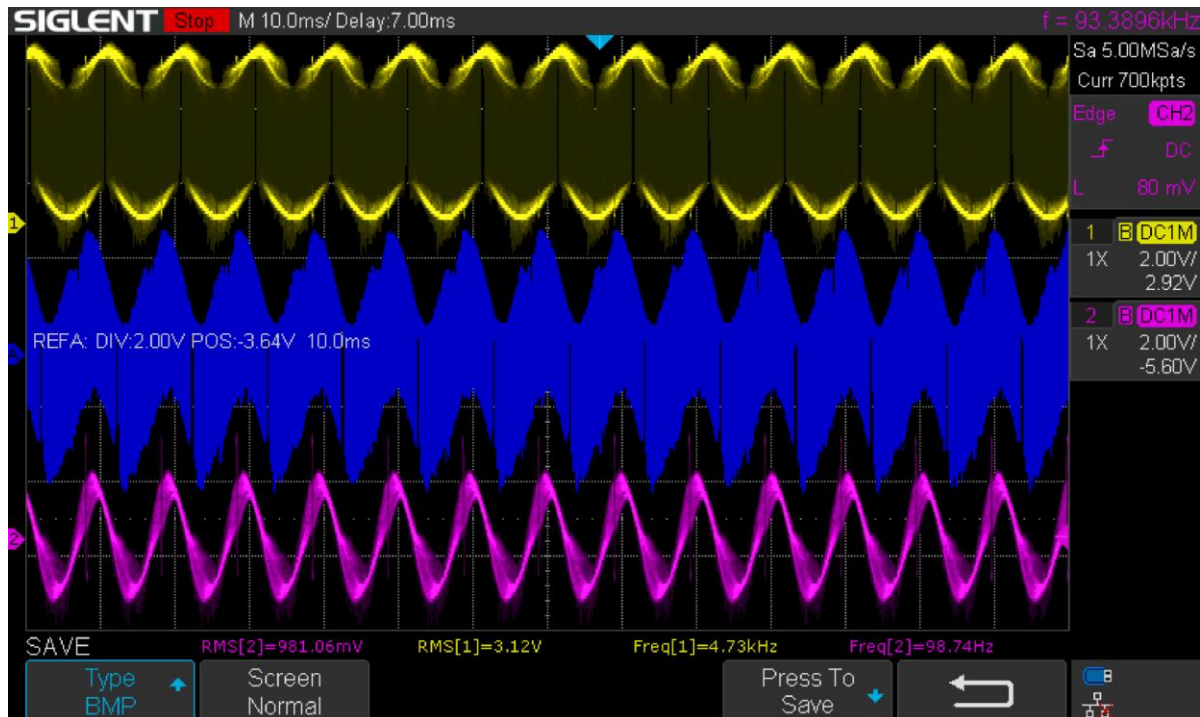 SIGLENT Stop M 10.0ms/ Delay:7.00ms f = 93.3896kHz
Sa 5.00MSa/s
Curr 700kpts
Edge CH2
DC
L 80 mV
1
1 B DC1M
1X 2.00V/
2.92V
2 B DC1M
1X 2.00V/
-5.60V
REFA: DIV:2.00V POS:-3.64V 10.0ms
2
SAVE RMS[2]=981.06mV RMS[1]=3.12V Freq[1]=4.73kHz Freq[2]=98.74Hz
Type
BMP
Screen
Normal
Press To
Save